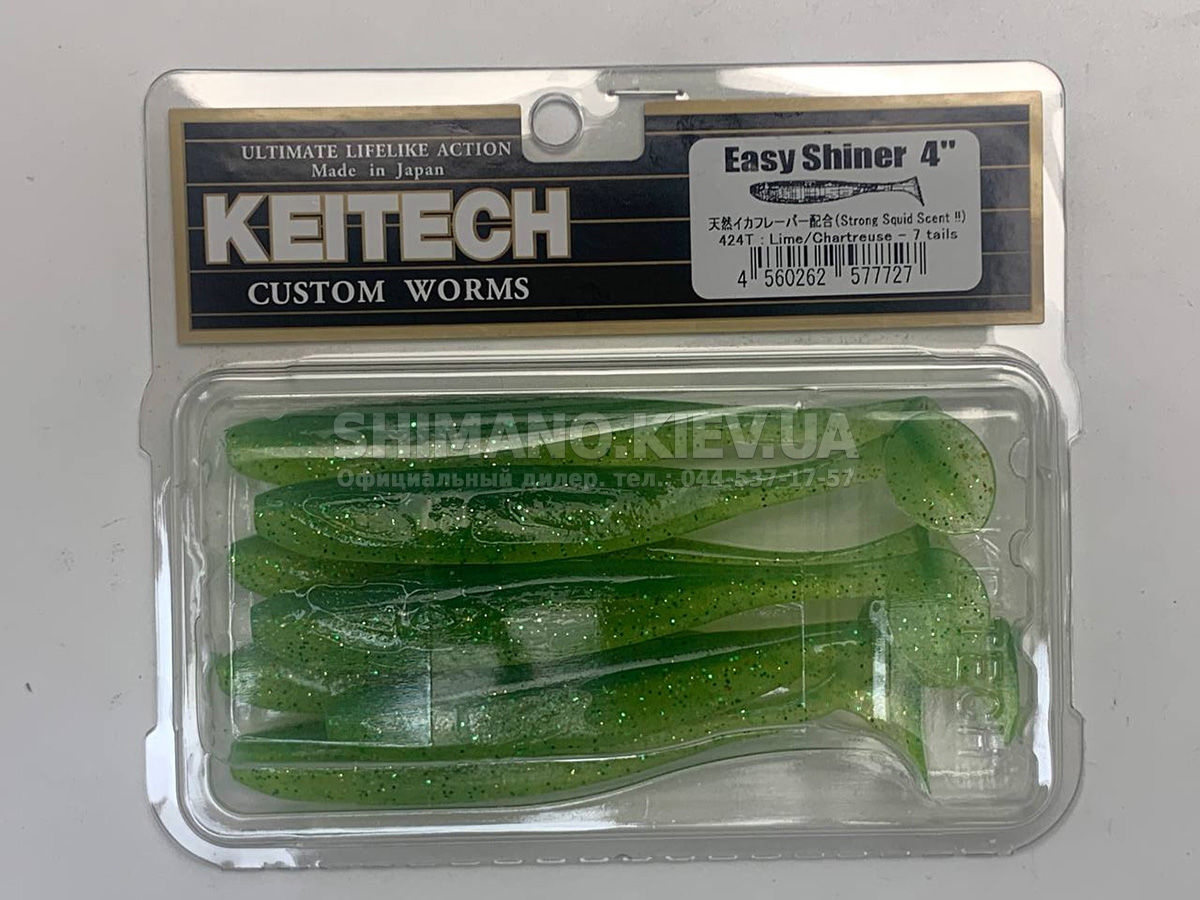 ULTIMATE LIFELIKE ACTION
Made in Japan
KEITECH
CUSTOM WORMS
Easy Shiner 4"
天然イカフレーバー配合(Strong Squid Scent !!)
424T : Lime/Chartreuse - 7 tails
4 560262 577727
SHIMANO.KIEV.UA
Официальный дилер. тел.: 044-537-17-57